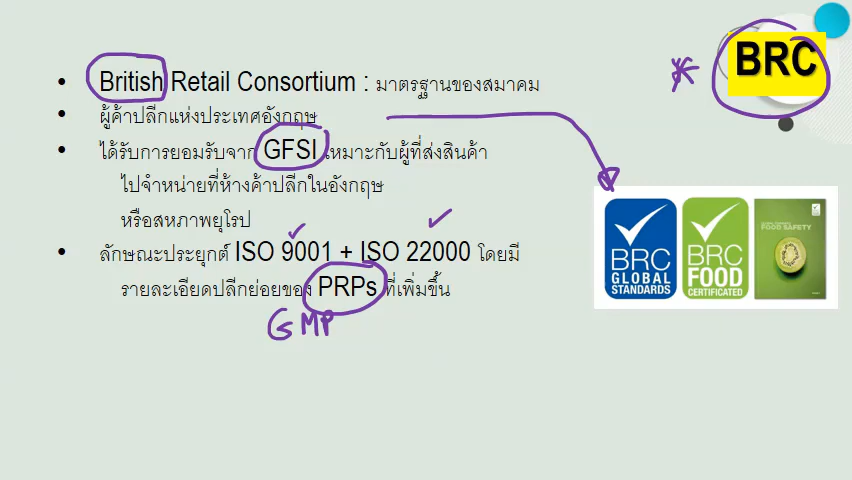 BRC
British Retail Consortium : มาตรฐานของสมาคม
ผู้ค้าปลีกแห่งประเทศอังกฤษ
ได้รับการยอมรับจาก GFSI เหมาะกับผู้ที่ส่งสินค้า
ไปจำหน่ายที่ห้างค้าปลีกในอังกฤษ
หรือสหภาพยุโรป
ลักษณะประยุกต์ ISO 9001 + ISO 22000 โดยมี
รายละเอียดปลีกย่อยของ PRPs ที่เพิ่มขึ้น
GMP
BRC
GLOBAL
STANDARDS
BRC
FOOD
CERTIFICATED
FOOD SAFETY